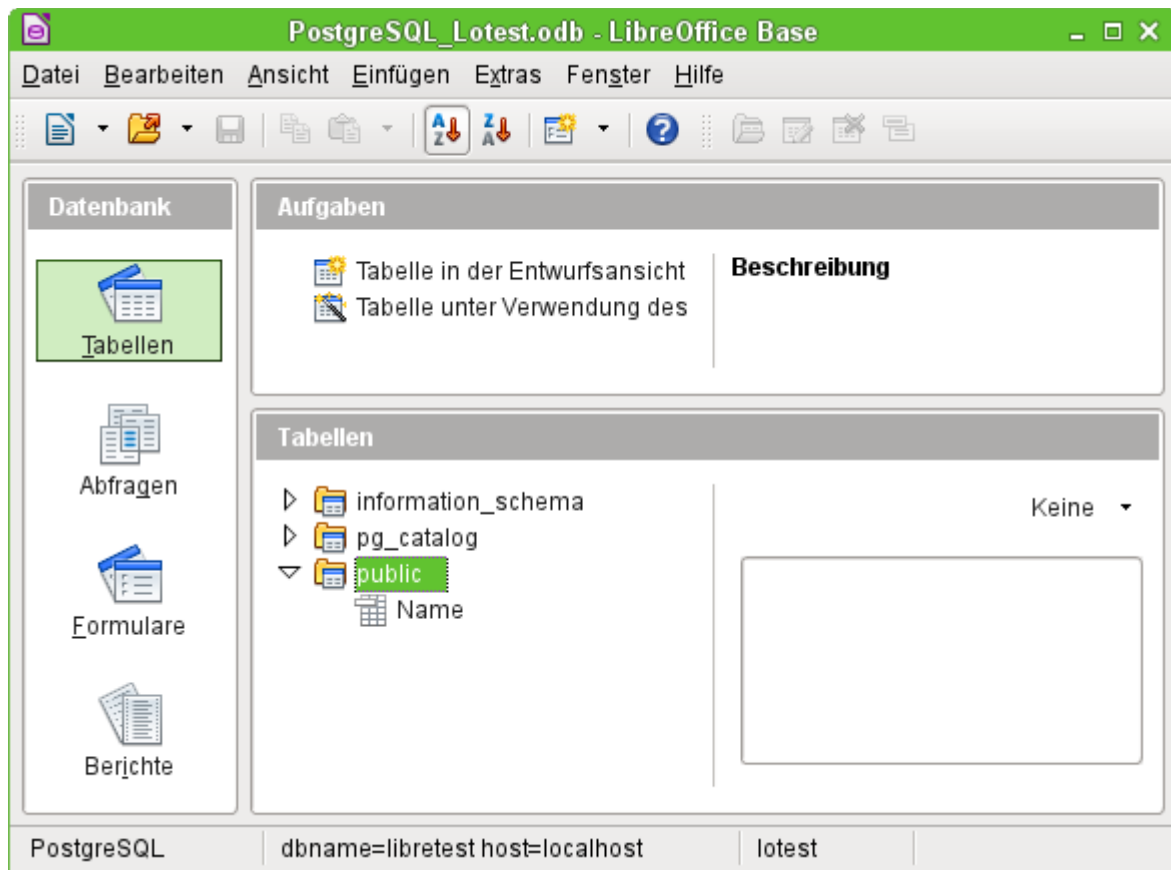 PostgreSQL_Lotest.odb - LibreOffice Base
Datei Bearbeiten Ansicht Einfügen Extras Fenster Hilfe
Datenbank
Tabellen
Abfragen
Formulare
Berichte
Aufgaben
Tabelle in der Entwurfsansicht
Tabelle unter Verwendung des
Beschreibung
Tabellen
information_schema
pg_catalog
public
Name
Keine
PostgreSQL dbname=libretest host=localhost lotest